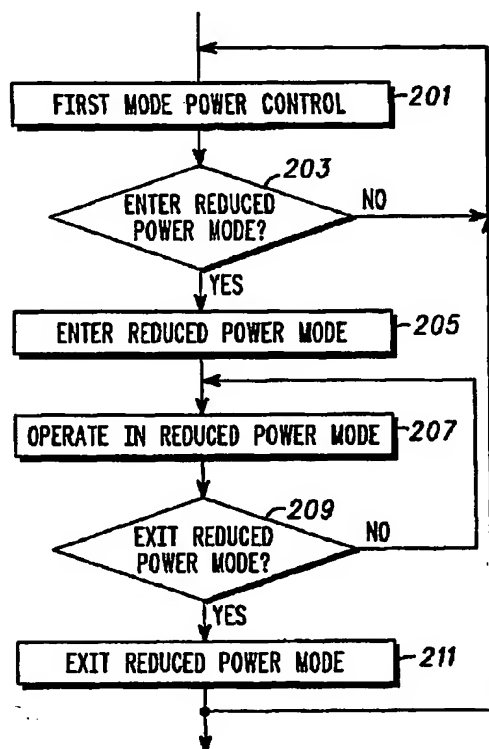 FIRST MODE POWER CONTROL 201
203
ENTER REDUCED
POWER MODE?
NO
YES
ENTER REDUCED POWER MODE 205
OPERATE IN REDUCED POWER MODE 207
209
EXIT REDUCED
POWER MODE?
NO
YES
EXIT REDUCED POWER MODE 211